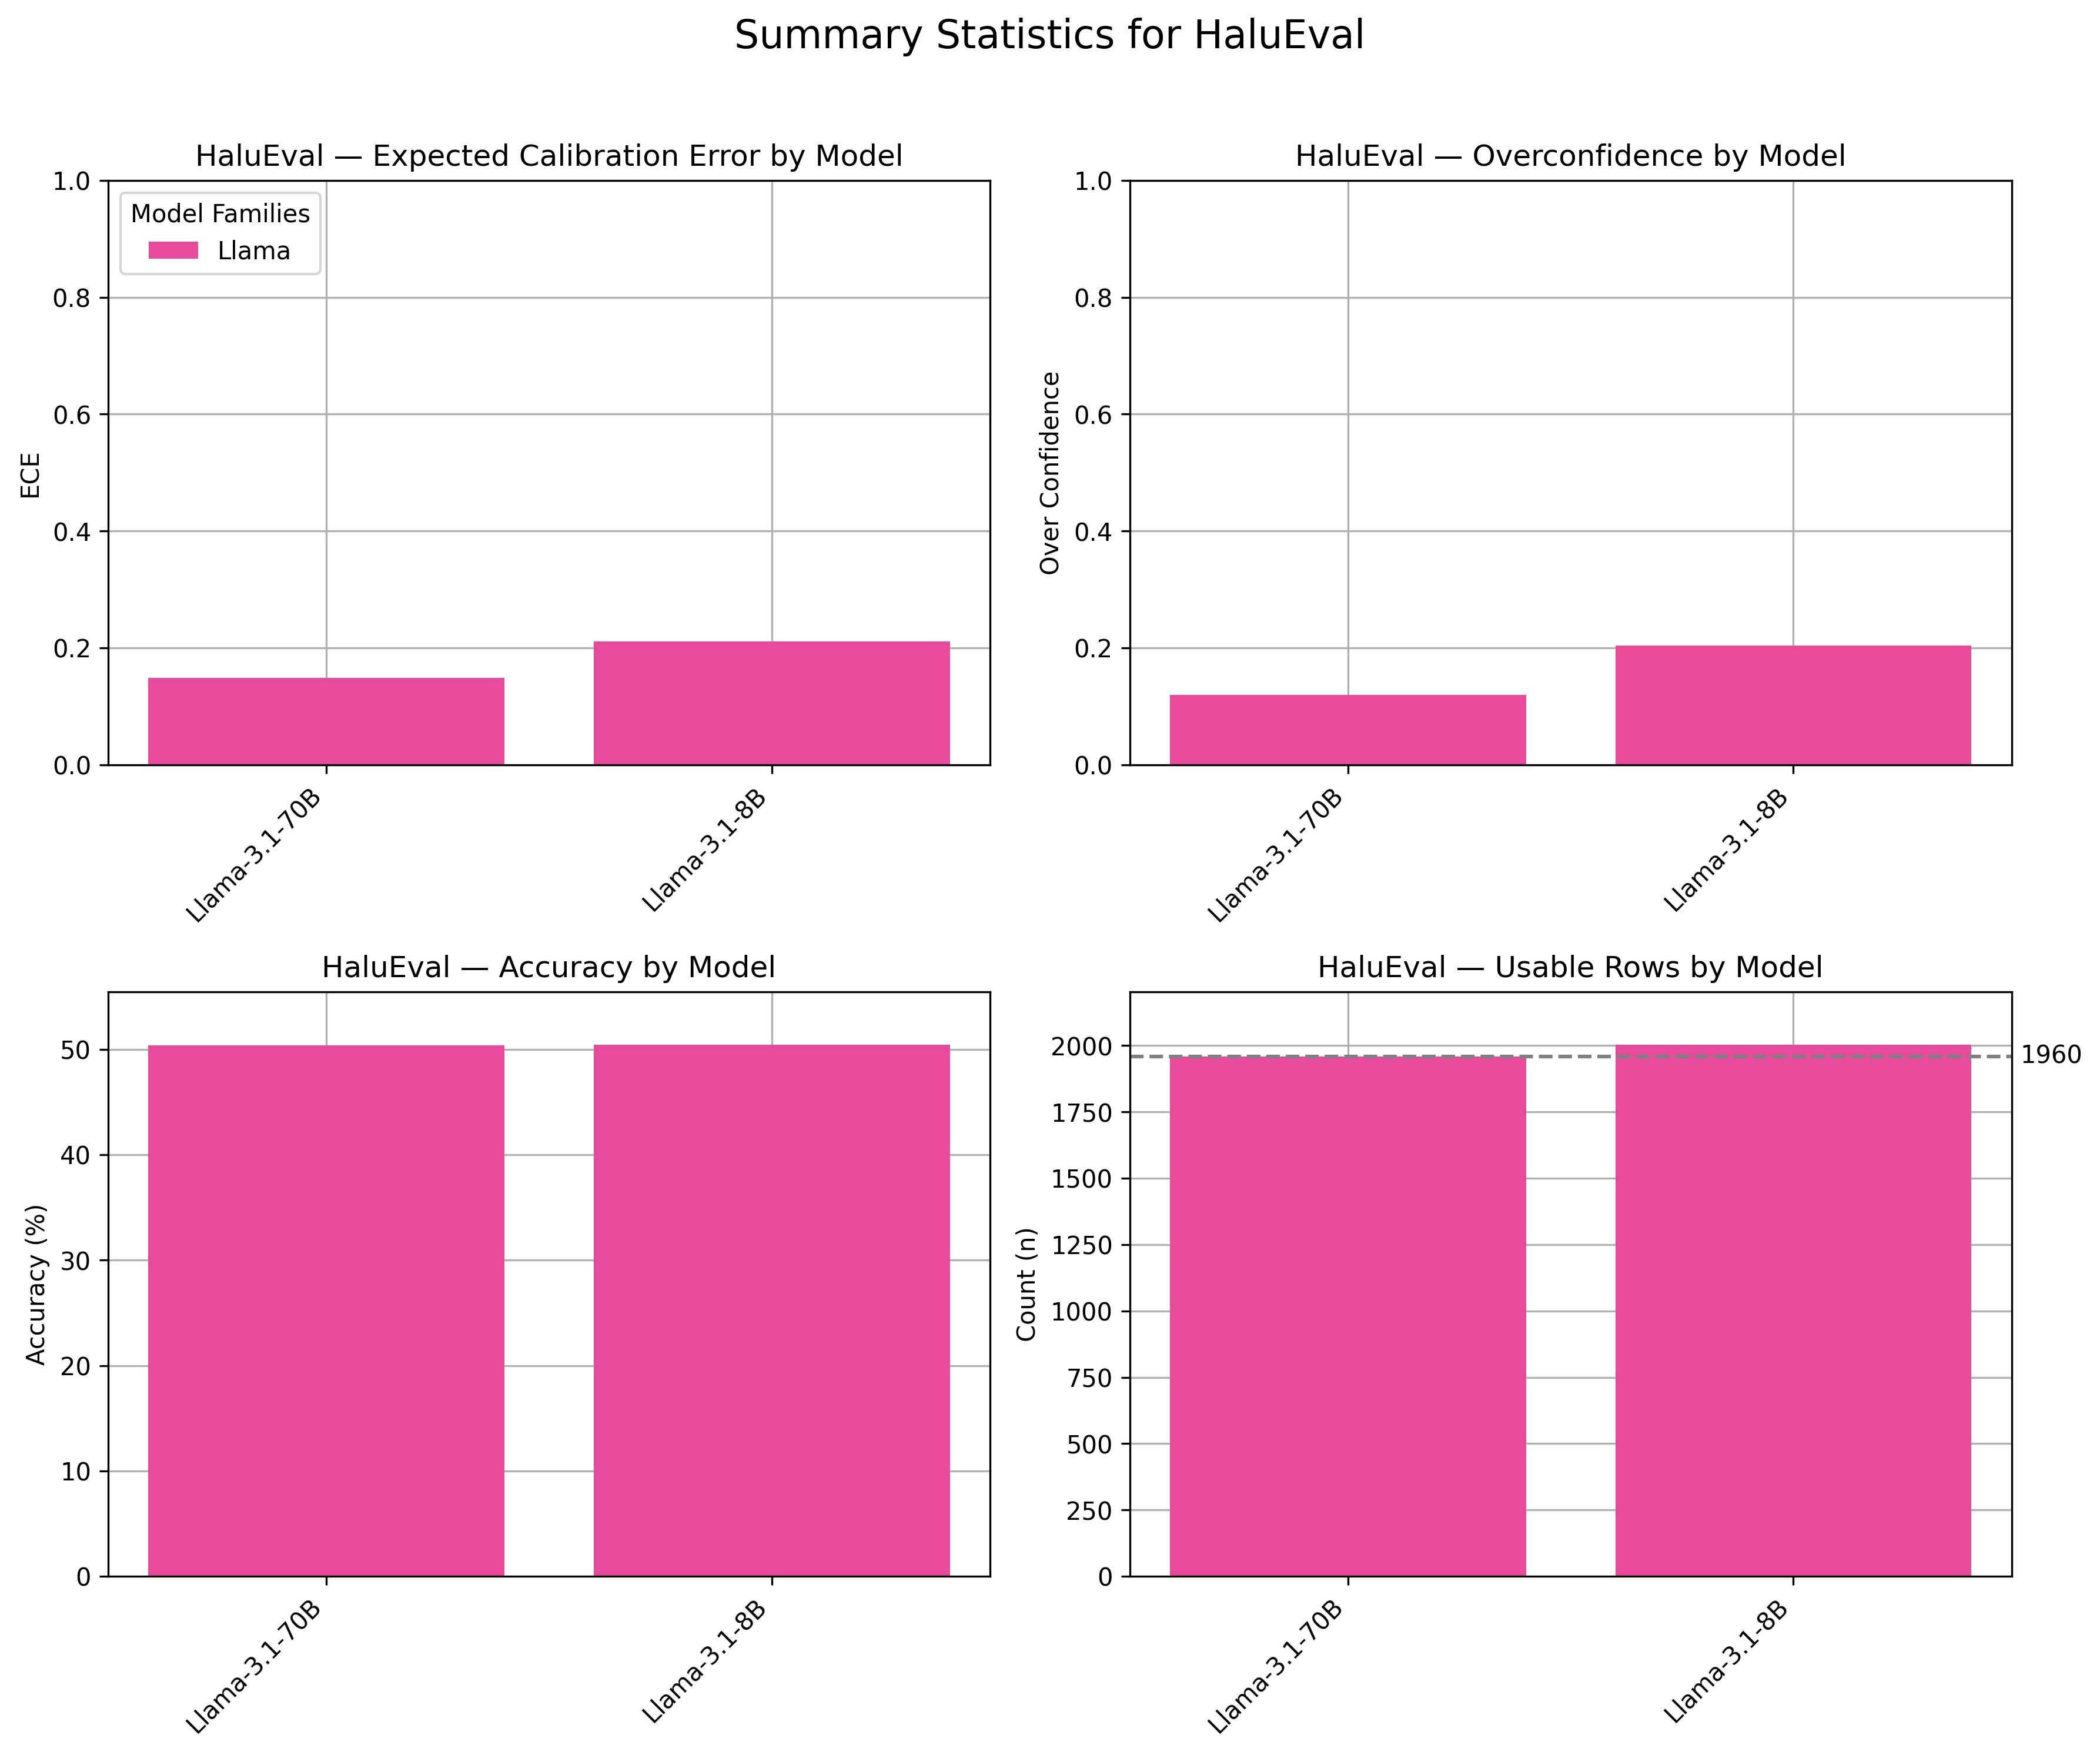 Summary Statistics for HaluEval
HaluEval — Expected Calibration Error by Model
1.0
0.8
0.6
0.4
0.2
0.0
ECE
Model Families
Llama
Llama-3.1-70B
Llama-3.1-8B
HaluEval — Overconfidence by Model
1.0
0.8
0.6
0.4
0.2
0.0
Over Confidence
Llama-3.1-70B
Llama-3.1-8B
HaluEval — Accuracy by Model
50
40
30
20
10
0
Accuracy (%)
Llama-3.1-70B
Llama-3.1-8B
HaluEval — Usable Rows by Model
2000
1750
1500
1250
1000
750
500
250
0
Count (n)
1960
Llama-3.1-70B
Llama-3.1-8B